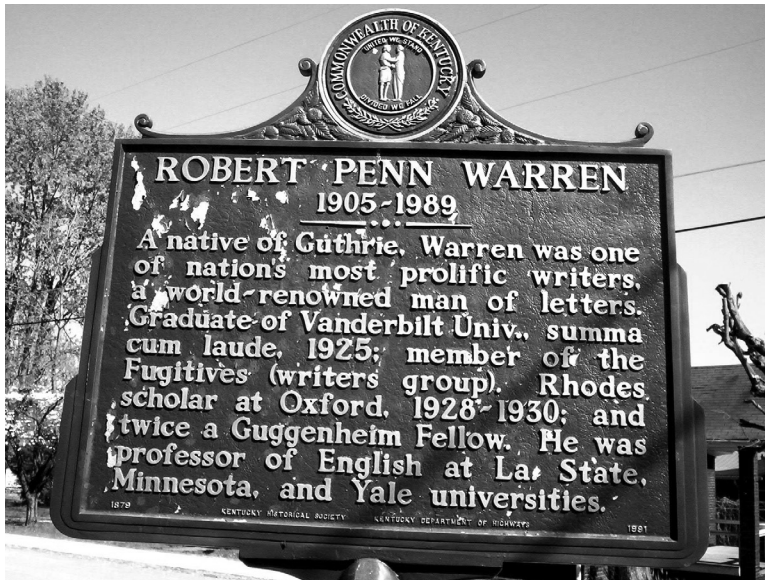 COMMONWEALTH OF KENTUCKY
UNITED WE STAND
DIVIDED WE FALL
ROBERT PENN WARREN
1905-1989
A native of Guthrie, Warren was one
of nation's most prolific writers,
a world-renowned man of letters.
Graduate of Vanderbilt Univ., summa
cum laude, 1925; member of the
Fugitives (writers group). Rhodes
scholar at Oxford, 1928-1930; and
twice a Guggenheim Fellow. He was
professor of English at La. State,
Minnesota, and Yale universities.
1879 KENTUCKY HISTORICAL SOCIETY KENTUCKY DEPARTMENT OF HIGHWAYS 1991